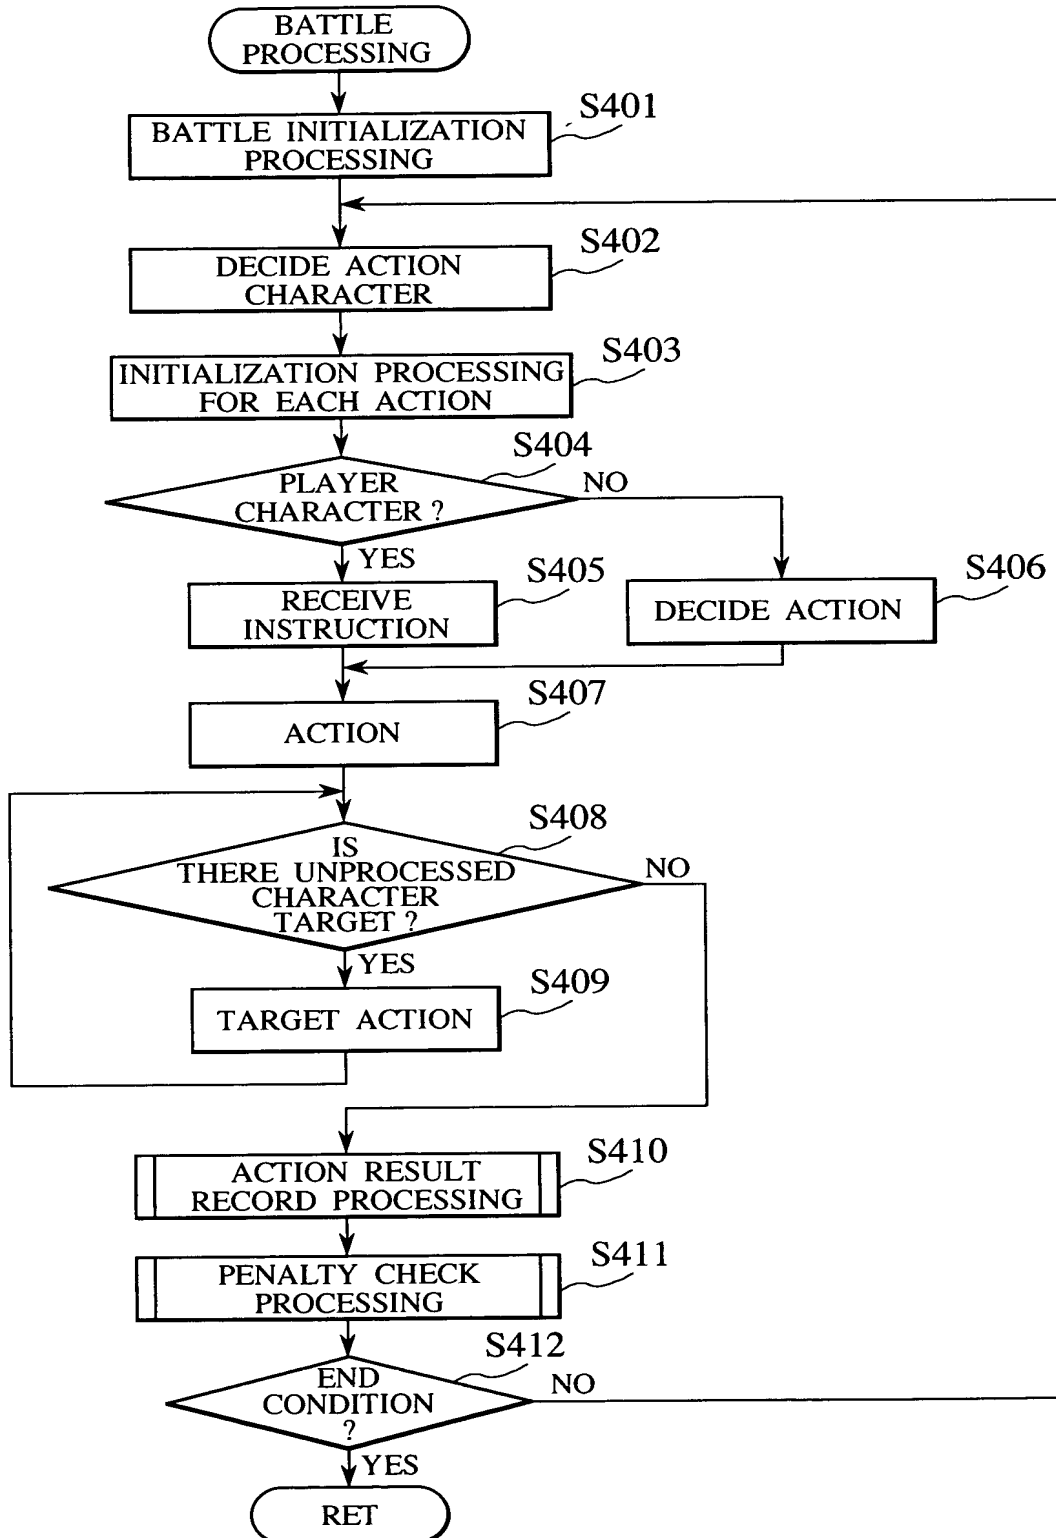 BATTLE
PROCESSING
S401
BATTLE INITIALIZATION
PROCESSING
S402
DECIDE ACTION
CHARACTER
S403
INITIALIZATION PROCESSING
FOR EACH ACTION
S404
PLAYER
CHARACTER ?
NO
YES
S405
RECEIVE
INSTRUCTION
S406
DECIDE ACTION
S407
ACTION
S408
IS
THERE UNPROCESSED
CHARACTER
TARGET ?
NO
YES
S409
TARGET ACTION
S410
ACTION RESULT
RECORD PROCESSING
S411
PENALTY CHECK
PROCESSING
S412
END
CONDITION
?
NO
YES
RET